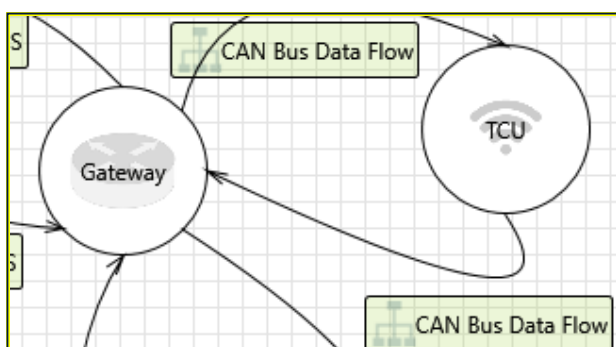 S
CAN Bus Data Flow
TCU
Gateway
S
CAN Bus Data Flow